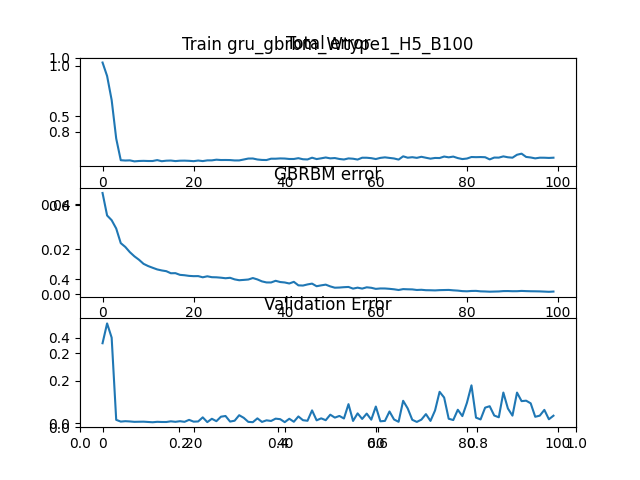 Train gru_gbrbm_Wtype1_H5_B100
Total error
1.0
1.0
0.5
0.8
0 20 40 60 80 100
GBRBM error
0.04
0.6
0.02
0.4
0.00
0 20 40 60 80 100
Validation Error
0.4
0.2
0.2
0.0
0.0
0.0 0.2 0.4 0.6 0.8 1.0
0 20 40 60 80 100